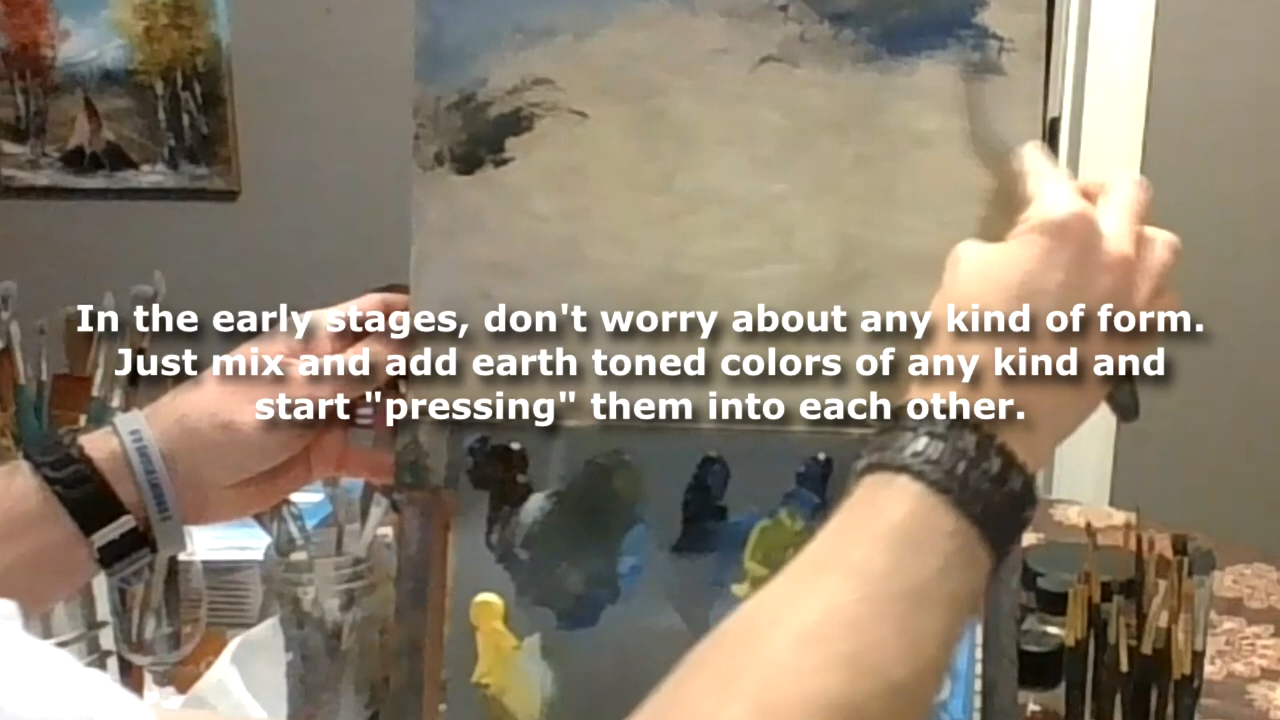 In the early stages, don't worry about any kind of form.
Just mix and add earth toned colors of any kind and
start "pressing" them into each other.